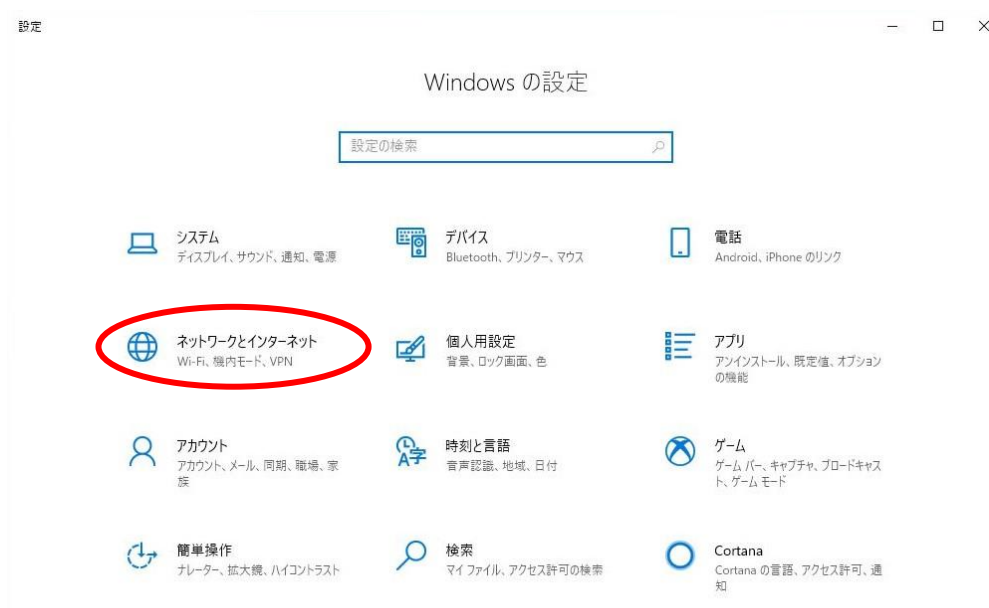 設定
Windows の設定
設定の検索
システム
ディスプレイ、サウンド、通知、電源
デバイス
Bluetooth、プリンター、マウス
電話
Android、iPhone のリンク
ネットワークとインターネット
Wi-Fi、機内モード、VPN
個人用設定
背景、ロック画面、色
アプリ
アンインストール、既定値、オプション
の機能
アカウント
アカウント、メール、同期、職場、家
族
時刻と言語
音声認識、地域、日付
ゲーム
ゲーム バー、キャプチャ、ブロードキャス
ト、ゲーム モード
簡単操作
ナレーター、拡大鏡、ハイコントラスト
検索
マイ ファイル、アクセス許可の検索
Cortana
Cortana の言語、アクセス許可、通
知